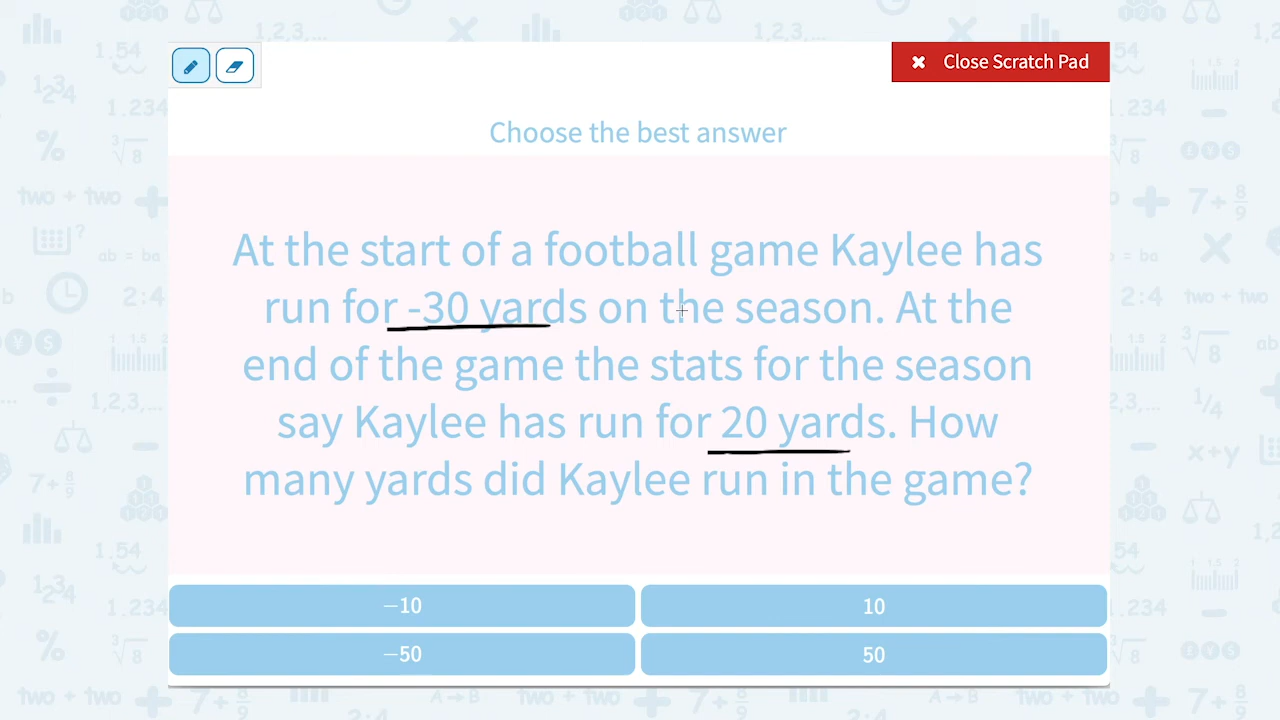 Close Scratch Pad
Choose the best answer
At the start of a football game Kaylee has
run for -30 yards on the season. At the
end of the game the stats for the season
say Kaylee has run for 20 yards. How
many yards did Kaylee run in the game?
−10
10
−50
50